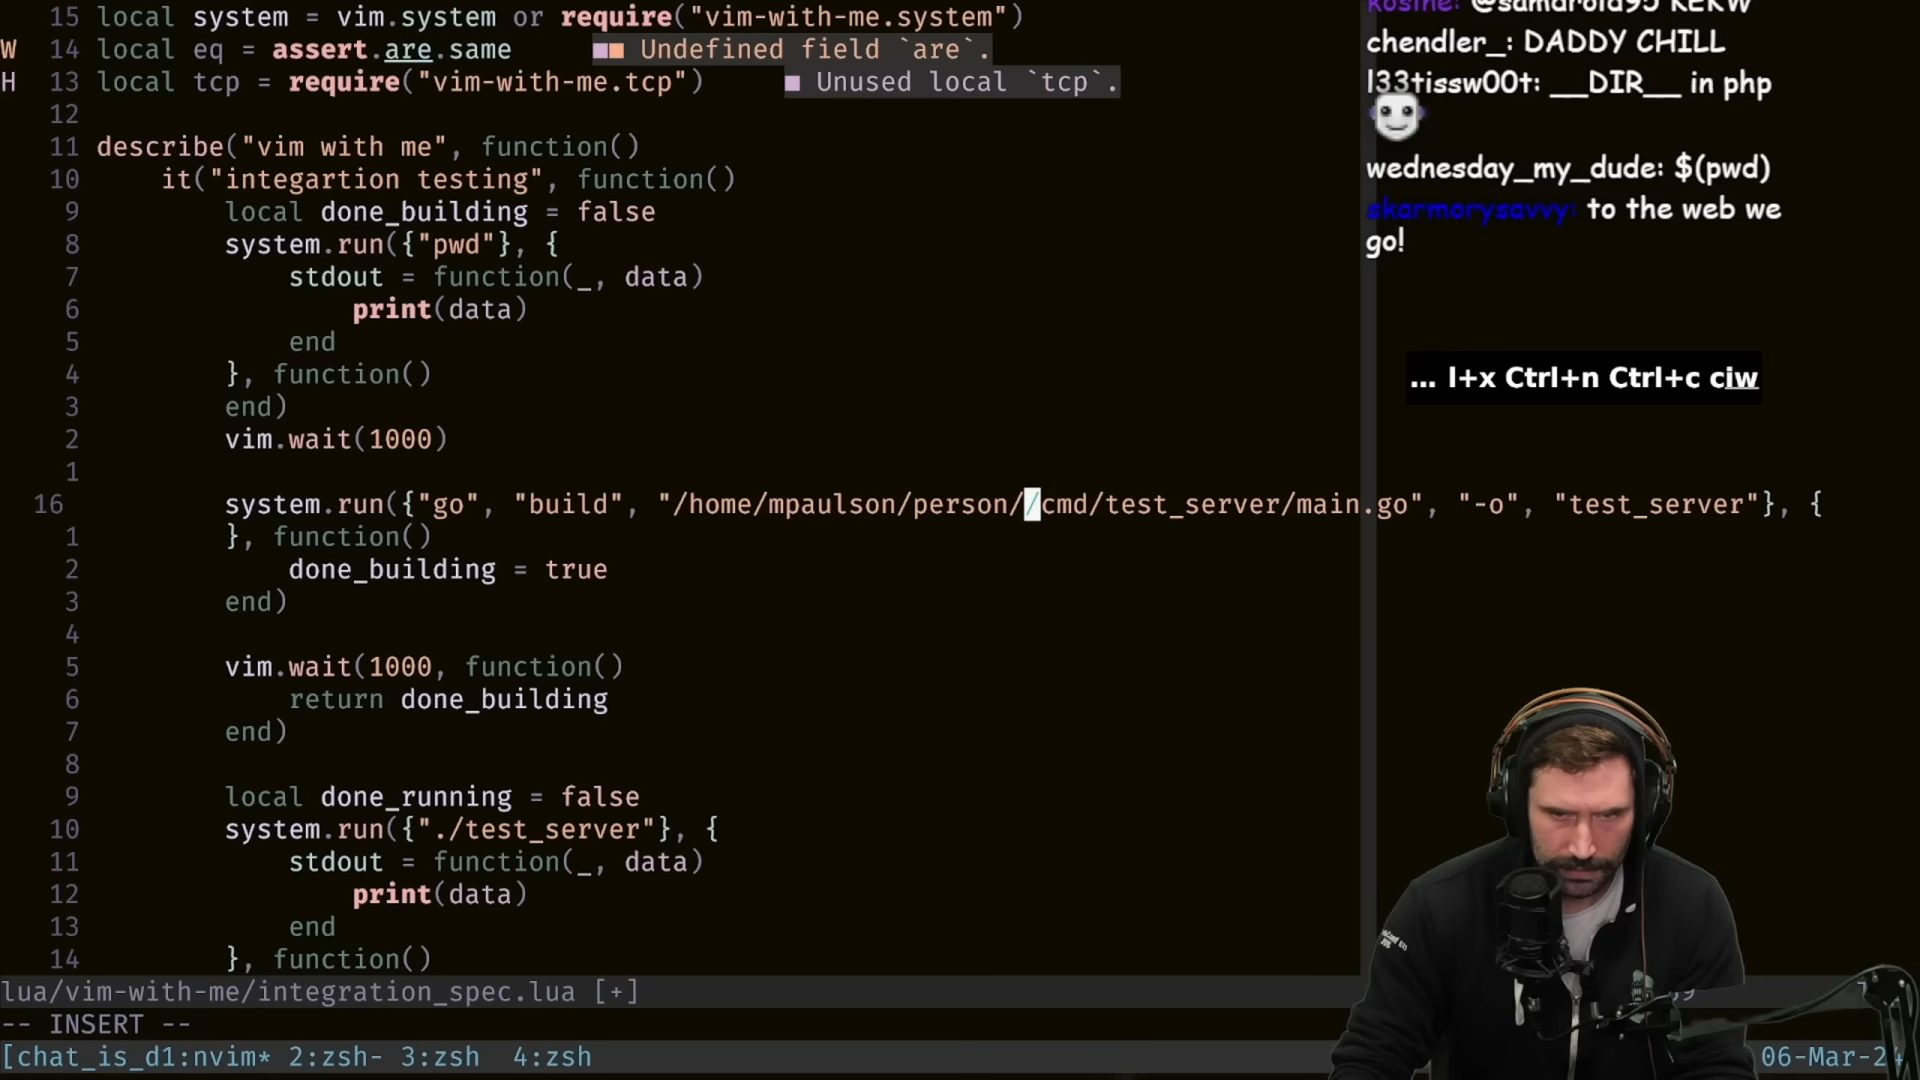 15 local system = vim.system or require("vim-with-me.system")
W 14 local eq = assert.are.same ■■ Undefined field `are`.
H 13 local tcp = require("vim-with-me.tcp") ■ Unused local `tcp`.
12
11 describe("vim with me", function()
10 it("integartion testing", function()
9 local done_building = false
8 system.run({"pwd"}, {
7 stdout = function(_, data)
6 print(data)
5 end
4 }, function()
3 end)
2 vim.wait(1000)
1
16 system.run({"go", "build", "/home/mpaulson/person//cmd/test_server/main.go", "-o", "test_server"}, {
1 }, function()
2 done_building = true
3 end)
4
5 vim.wait(1000, function()
6 return done_building
7 end)
8
9 local done_running = false
10 system.run({"./test_server"}, {
11 stdout = function(_, data)
12 print(data)
13 end
14 }, function()
lua/vim-with-me/integration_spec.lua [+]
-- INSERT --
[chat_is_d1:nvim* 2:zsh- 3:zsh 4:zsh
06-Mar-24
chendler_: DADDY CHILL
l33tissw00t: __DIR__ in php
wednesday_my_dude: $(pwd)
skarmorysavvy: to the web we
go!
... l+x Ctrl+n Ctrl+c ciw